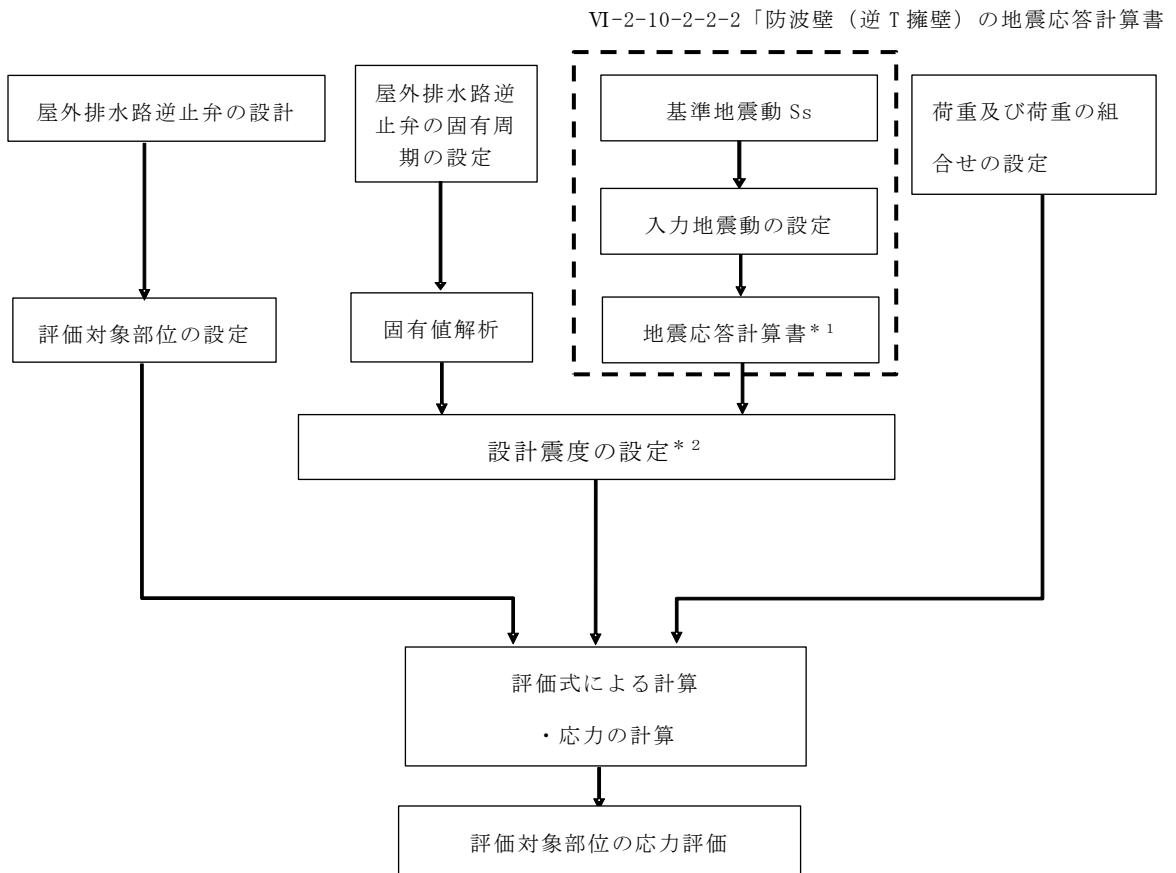 Ⅵ-2-10-2-2-2「防波壁（逆 T 擁壁）の地震応答計算書
屋外排水路逆止弁の設計
屋外排水路逆
止弁の固有周
期の設定
基準地震動 Ss
荷重及び荷重の組
合せの設定
入力地震動の設定
評価対象部位の設定
固有値解析
地震応答計算書*1
設計震度の設定*2
評価式による計算
・応力の計算
評価対象部位の応力評価